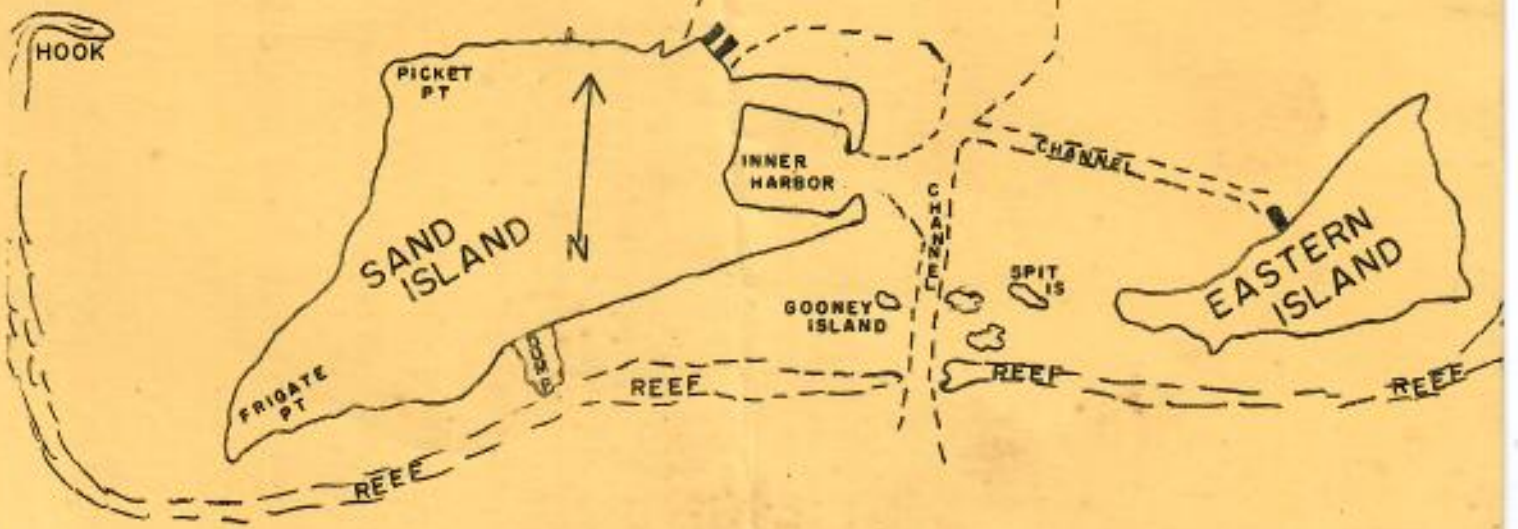 HOOK
PICKET
PT
INNER
HARBOR
CHANNEL
CHANNEL
SAND
ISLAND
N
GOONEY
ISLAND
SPIT
IS
EASTERN
ISLAND
DUMP
FRIGATE
PT
REEF
REEF
REEF
REEF